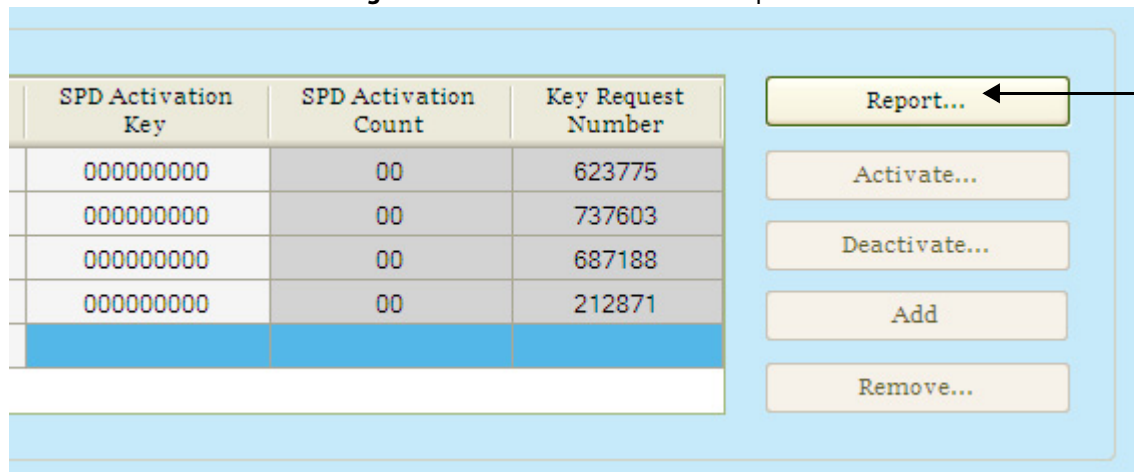 SPD Activation Key SPD Activation Count Key Request Number
000000000 00 623775
000000000 00 737603
000000000 00 687188
000000000 00 212871
Report...
Activate...
Deactivate...
Add
Remove...